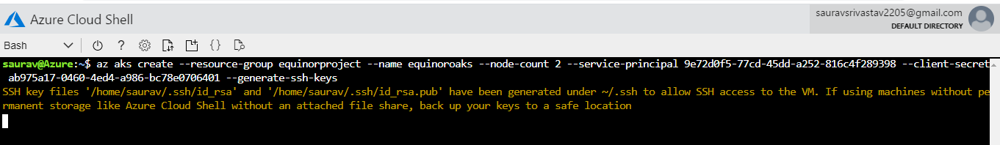 Azure Cloud Shell
sauravsrivastav2205@gmail.com
DEFAULT DIRECTORY
Bash
?
{}
saurav@Azure:~$ az aks create --resource-group equinorproject --name equinoroaks --node-count 2 --service-principal 9e72d0f5-77cd-45dd-a252-816c4f289398 --client-secret
ab975a17-0460-4ed4-a986-bc78e0706401 --generate-ssh-keys
SSH key files '/home/saurav/.ssh/id_rsa' and '/home/saurav/.ssh/id_rsa.pub' have been generated under ~/.ssh to allow SSH access to the VM. If using machines without pe
rmanent storage like Azure Cloud Shell without an attached file share, back up your keys to a safe location